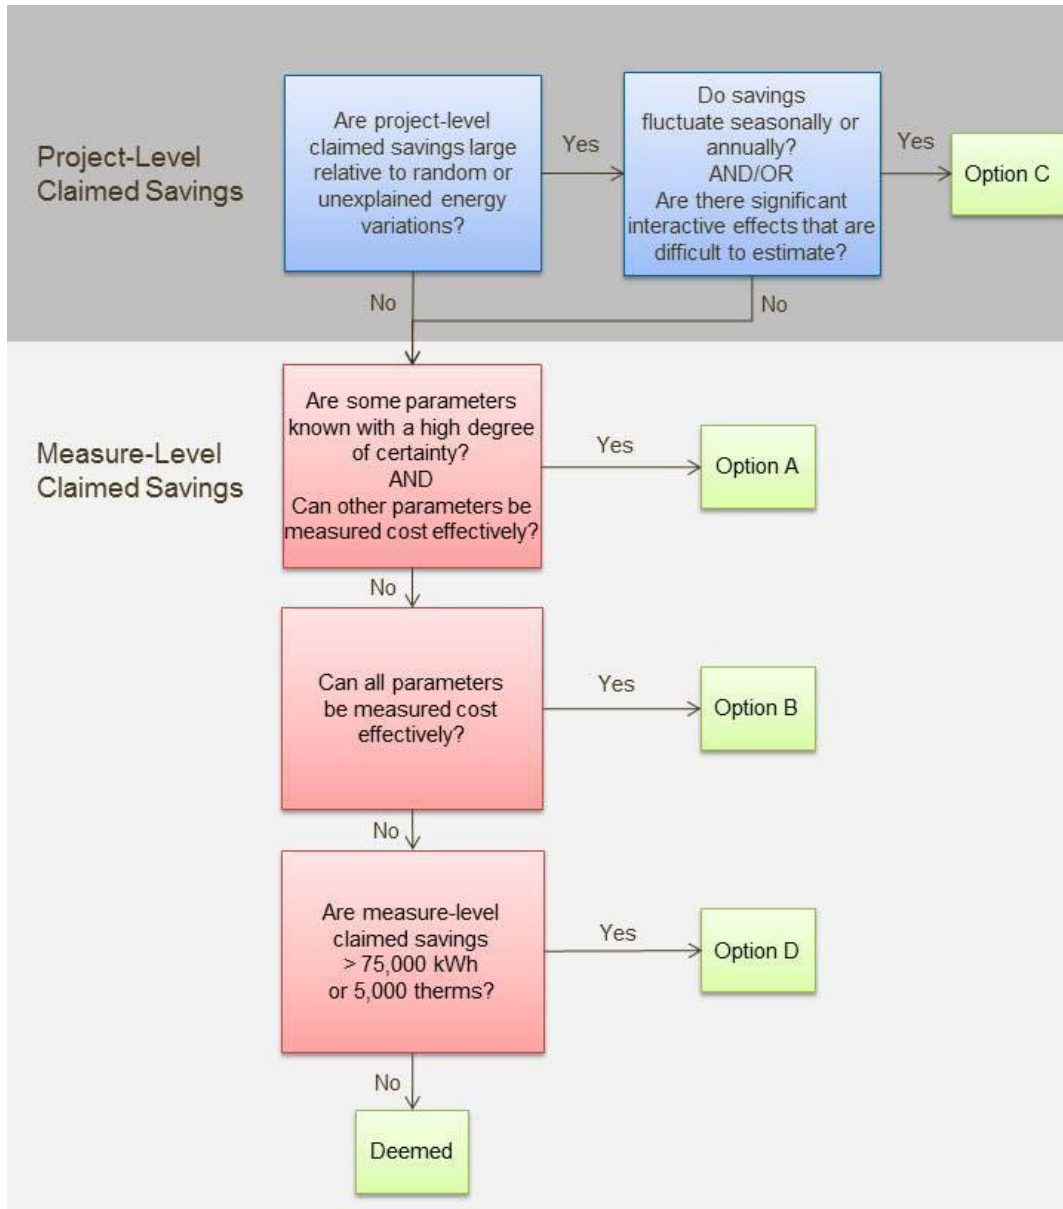 Project-Level
Claimed Savings
Are project-level
claimed savings large
relative to random or
unexplained energy
variations?
Yes
Do savings
fluctuate seasonally or
annually?
AND/OR
Are there significant
interactive effects that are
difficult to estimate?
Yes
Option C
No
No
Measure-Level
Claimed Savings
Are some parameters
known with a high degree
of certainty?
AND
Can other parameters be
measured cost effectively?
Yes
Option A
No
Can all parameters
be measured cost
effectively?
Yes
Option B
No
Are measure-level
claimed savings
> 75,000 kWh
or 5,000 therms?
Yes
Option D
No
Deemed